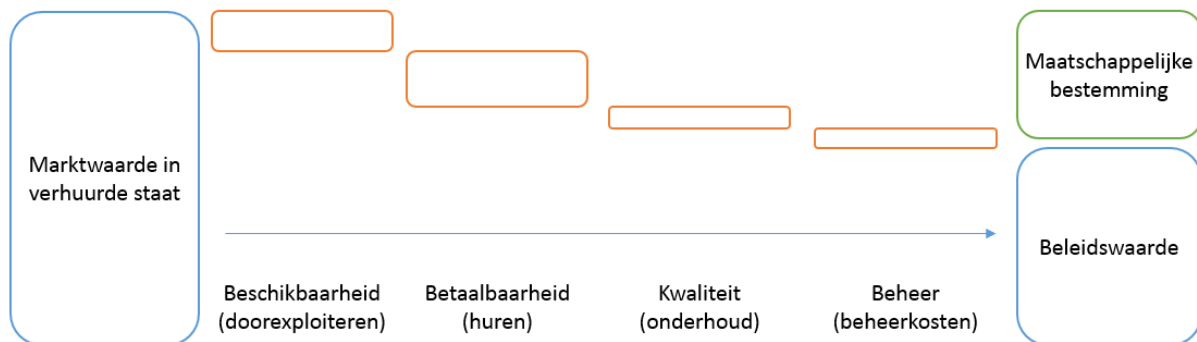 Marktwaarde in
verhuurde staat
Beschikbaarheid
(doorexploiteren)
Betaalbaarheid
(huren)
Kwaliteit
(onderhoud)
Beheer
(beheerkosten)
Maatschappelijke
bestemming
Beleidswaarde